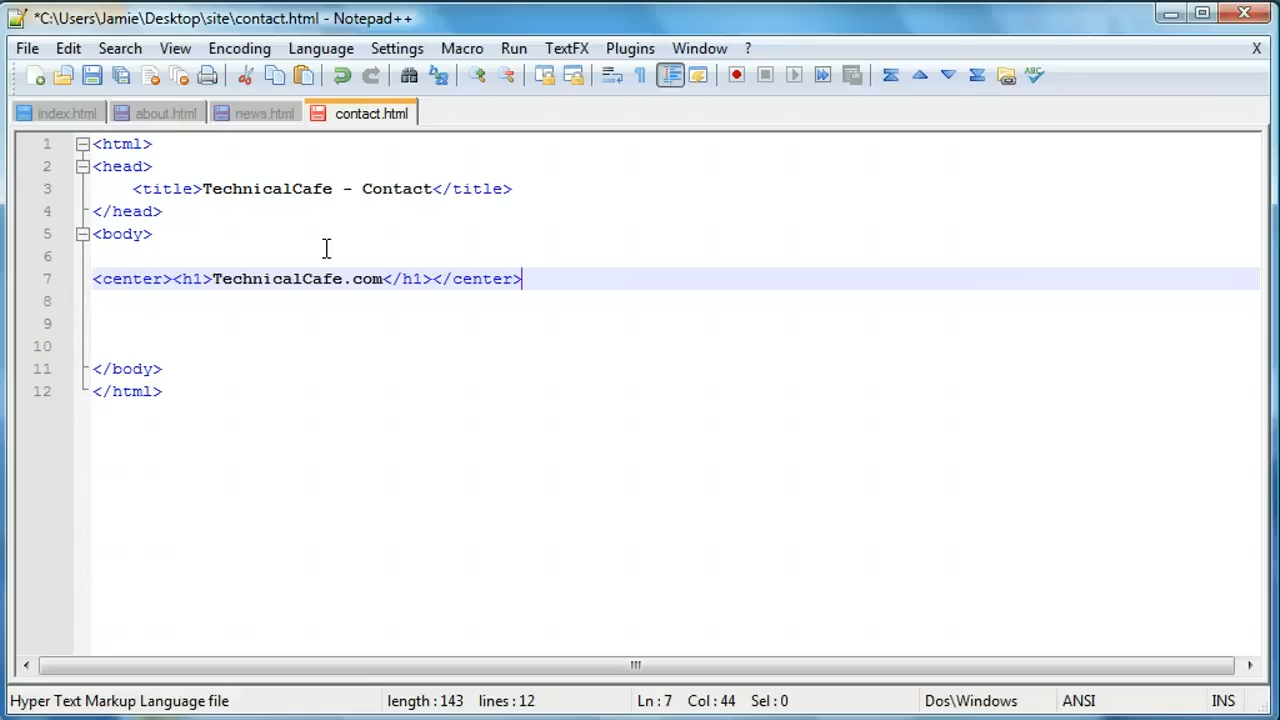 *C:\Users\Jamie\Desktop\site\contact.html - Notepad++
File Edit Search View Encoding Language Settings Macro Run TextFX Plugins Window ? X
index.html about.html news.html contact.html
1 <html>
2 <head>
3 <title>TechnicalCafe - Contact</title>
4 </head>
5 <body>
6
7 <center><h1>TechnicalCafe.com</h1></center>
8
9
10
11 </body>
12 </html>
Hyper Text Markup Language file length : 143 lines : 12 Ln : 7 Col : 44 Sel : 0 Dos\Windows ANSI INS